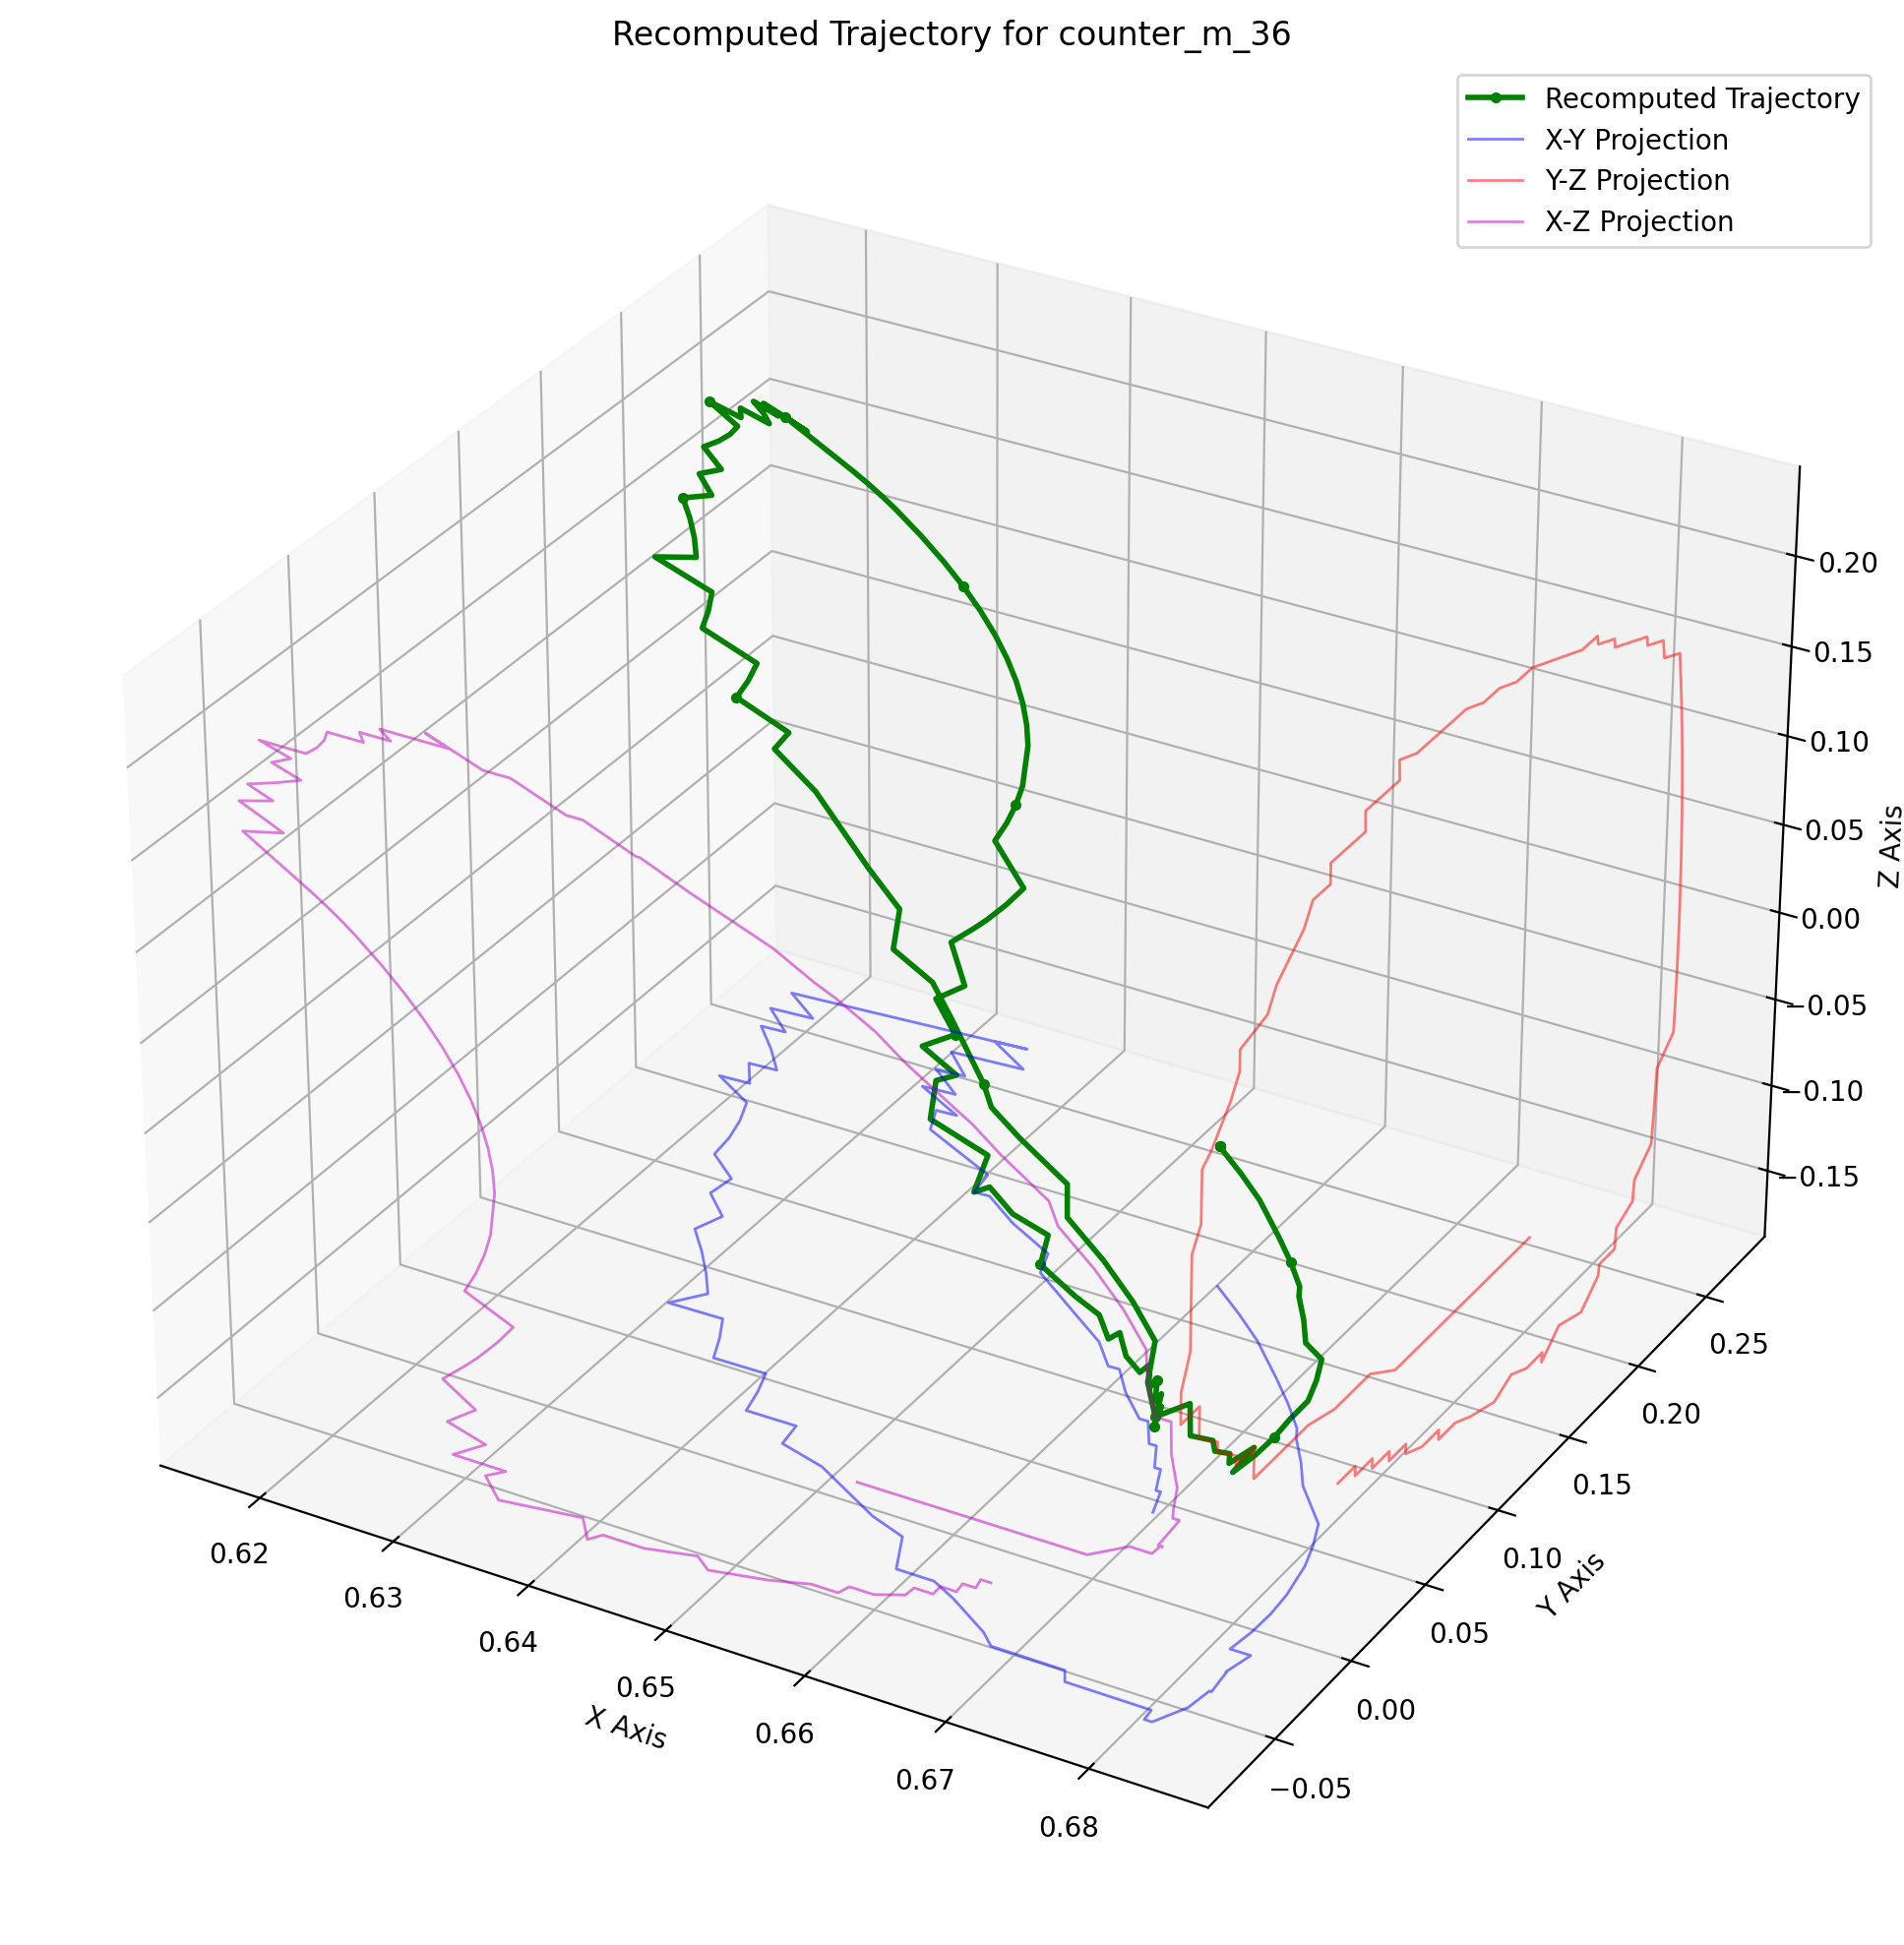 Recomputed Trajectory for counter_m_36
Recomputed Trajectory
X-Y Projection
Y-Z Projection
X-Z Projection
0.20
0.15
0.10
0.05
0.00
−0.05
−0.10
−0.15
Z Axis
0.25
0.20
0.15
0.10
0.05
0.00
−0.05
Y Axis
0.62
0.63
0.64
0.65
0.66
0.67
0.68
X Axis